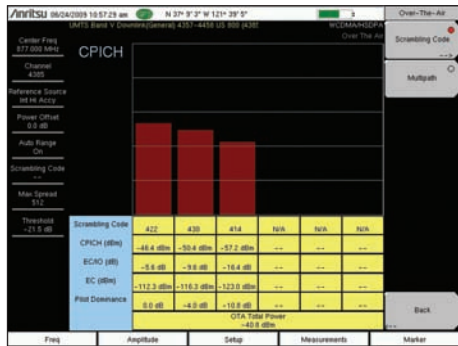 Anritsu 06/24/2009 10:57:29 am N 37° 9' 3" W 121° 39' 5" Over-The-Air
UMTS Band V Downlink(General) 4357-4458 US 800 (4385 WCDMA/HSDPA
Over The Air
Center Freq
877.000 MHz
Channel
4385
Reference Source
Int Hi Accy
Power Offset
0.0 dB
Auto Range
On
Scrambling Code
--
Max Spread
512
Threshold
-21.5 dB
CPICH
Scrambling Code 422 430 414 N/A N/A N/A
CPICH (dBm) -46.4 dBm -50.4 dBm -57.2 dBm -- -- --
EC/IO (dB) -5.6 dB -9.6 dB -16.4 dB -- -- --
EC (dBm) -112.3 dBm -116.3 dBm -123.0 dBm -- -- --
Pilot Dominance 0.0 dB -4.0 dB -10.8 dB -- -- --
OTA Total Power
-40.8 dBm
Scrambling Code
-->
Multipath
Back
<--
Freq Amplitude Setup Measurements Marker